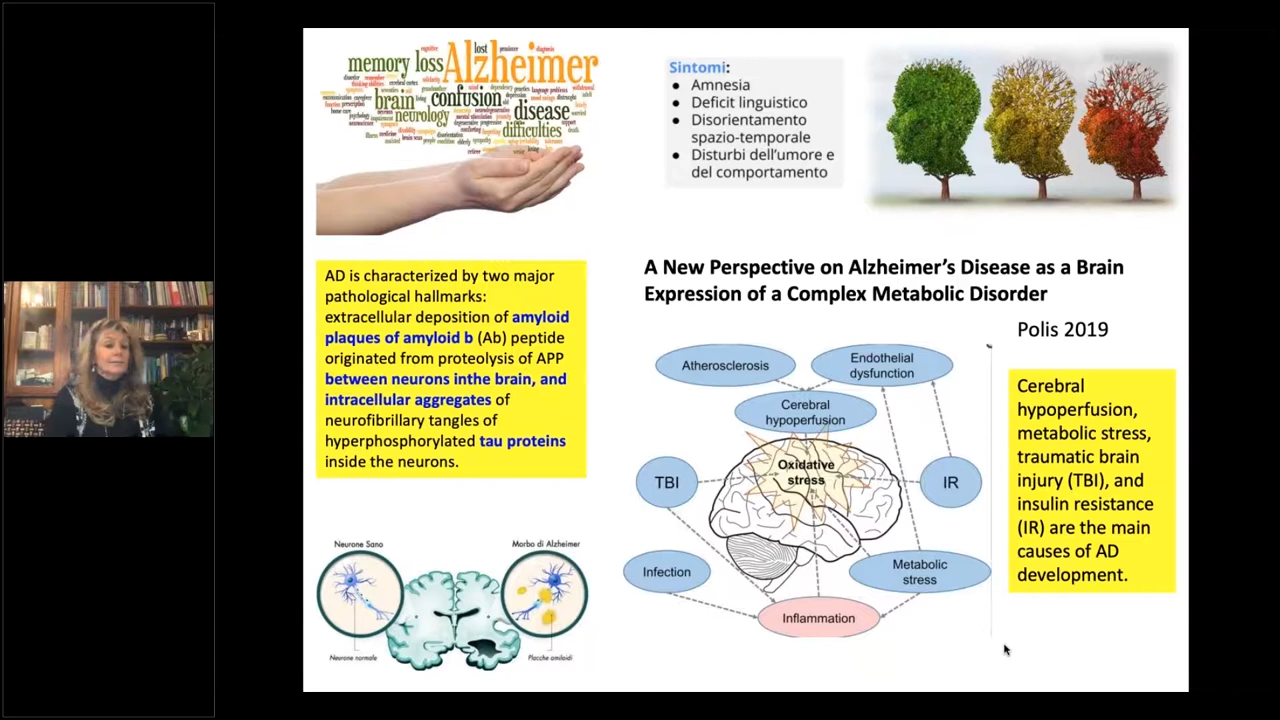 cognitive
lost
diagnosis
memory loss
Alzheimer
brain
confusion
disease
neurology
difficulties
Sintomi:
● Amnesia
● Deficit linguistico
● Disorientamento
spazio-temporale
● Disturbi dell'umore e
del comportamento
AD is characterized by two major
pathological hallmarks:
extracellular deposition of amyloid
plaques of amyloid b (Ab) peptide
originated from proteolysis of APP
between neurons inthe brain, and
intracellular aggregates of
neurofibrillary tangles of
hyperphosphorylated tau proteins
inside the neurons.
Neurone Sano
Morbo di Alzheimer
Neurone normale
Placche amiloidi
A New Perspective on Alzheimer's Disease as a Brain
Expression of a Complex Metabolic Disorder
Polis 2019
Atherosclerosis
Endothelial
dysfunction
Cerebral
hypoperfusion
Oxidative
stress
TBI
IR
Infection
Metabolic
stress
Inflammation
Cerebral
hypoperfusion,
metabolic stress,
traumatic brain
injury (TBI), and
insulin resistance
(IR) are the main
causes of AD
development.